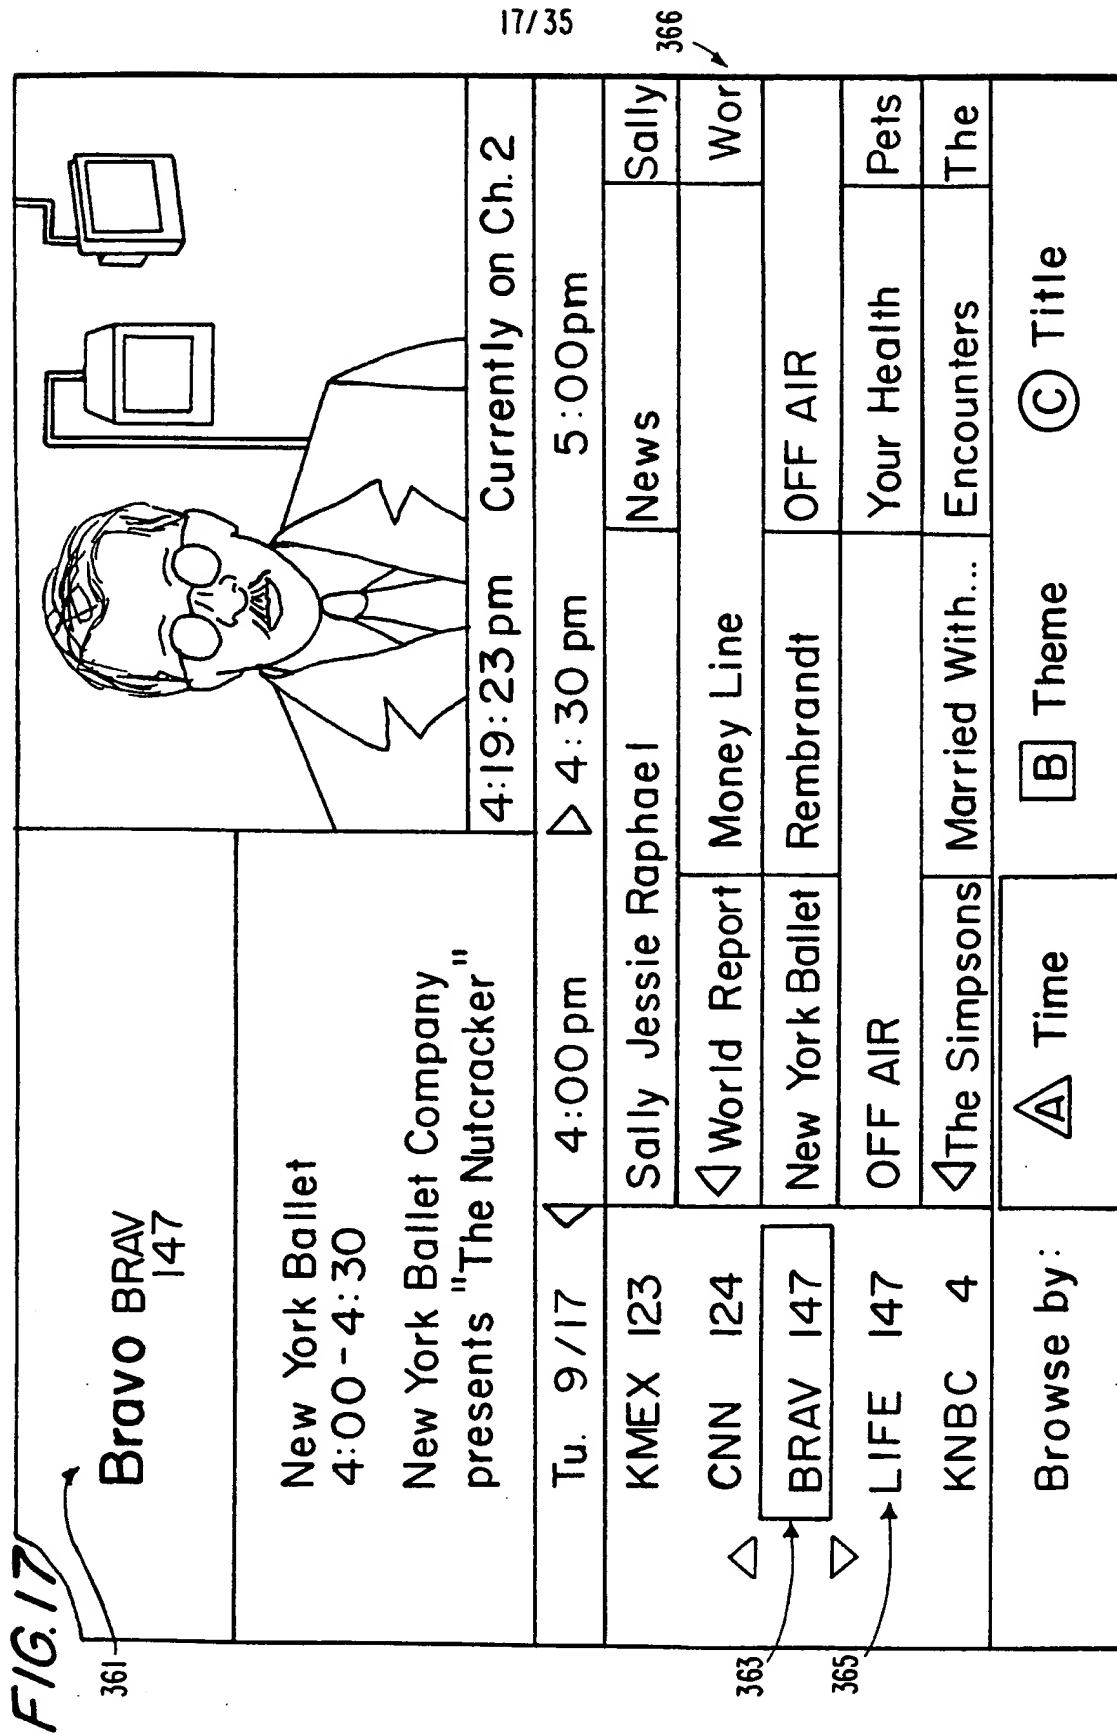 17/35
FIG. 17
361
Bravo BRAV
147
New York Ballet
4:00-4:30
New York Ballet Company
presents "The Nutcracker"
4:19:23pm Currently on Ch. 2
Tu. 9/17 ◁ 4:00pm ▷ 4:30pm 5:00pm
KMEX 123 Sally Jessie Raphael News Sally
366
CNN 124 ◁World Report Money Line Wor
363
BRAV 147 New York Ballet Rembrandt OFF AIR
365
LIFE 147 OFF AIR Your Health Pets
KNBC 4 ◁The Simpsons Married With... Encounters The
Browse by: A Time B Theme C Title